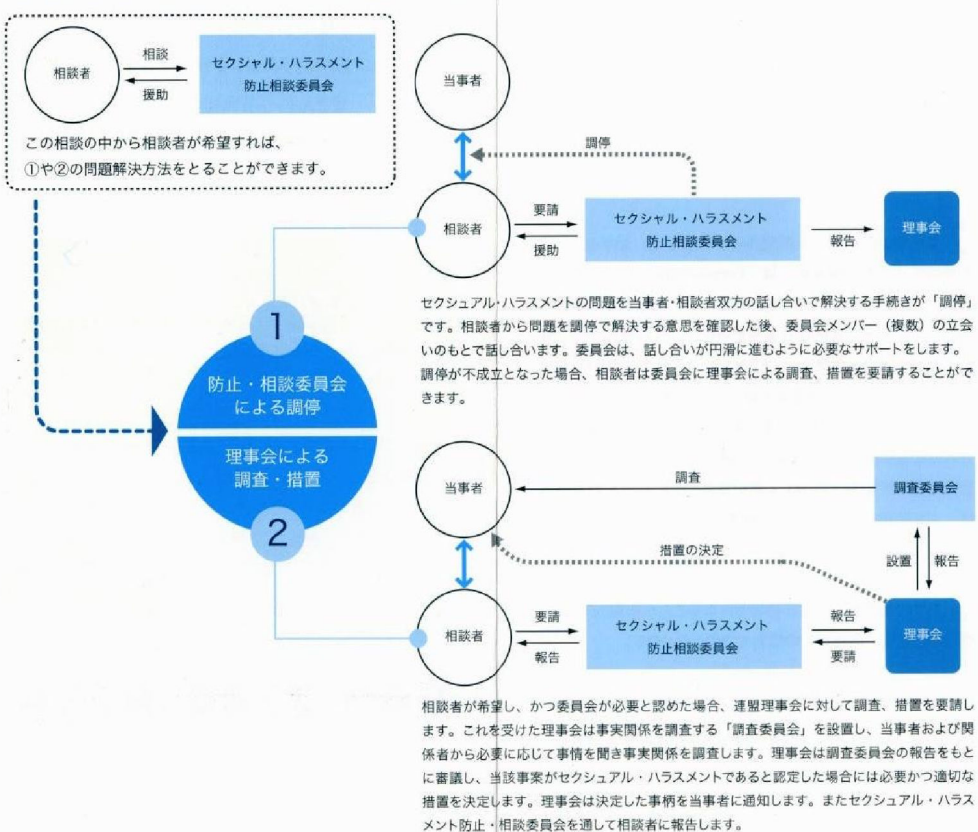 相談者
相談
援助
セクシャル・ハラスメント
防止相談委員会
この相談の中から相談者が希望すれば、
①や②の問題解決方法をとることができます。
1
防止・相談委員会
による調停
理事会による
調査・措置
2
当事者
調停
相談者
要請
援助
セクシャル・ハラスメント
防止相談委員会
報告
理事会
セクシュアル・ハラスメントの問題を当事者・相談者双方の話し合いで解決する手続きが「調停」
です。相談者から問題を調停で解決する意思を確認した後、委員会メンバー（複数）の立会
いのもとで話し合います。委員会は、話し合いが円滑に進むように必要なサポートをします。
調停が不成立となった場合、相談者は委員会に理事会による調査、措置を要請することがで
きます。
当事者
調査
調査委員会
措置の決定
設置
報告
相談者
要請
報告
セクシャル・ハラスメント
防止相談委員会
報告
要請
理事会
相談者が希望し、かつ委員会が必要と認めた場合、連盟理事会に対して調査、措置を要請し
ます。これを受けた理事会は事実関係を調査する「調査委員会」を設置し、当事者および関
係者から必要に応じて事情を聞き事実関係を調査します。理事会は調査委員会の報告をもと
に審議し、当該事案がセクシュアル・ハラスメントであると認定した場合には必要かつ適切な
措置を決定します。理事会は決定した事柄を当事者に通知します。またセクシュアル・ハラス
メント防止・相談委員会を通して相談者に報告します。